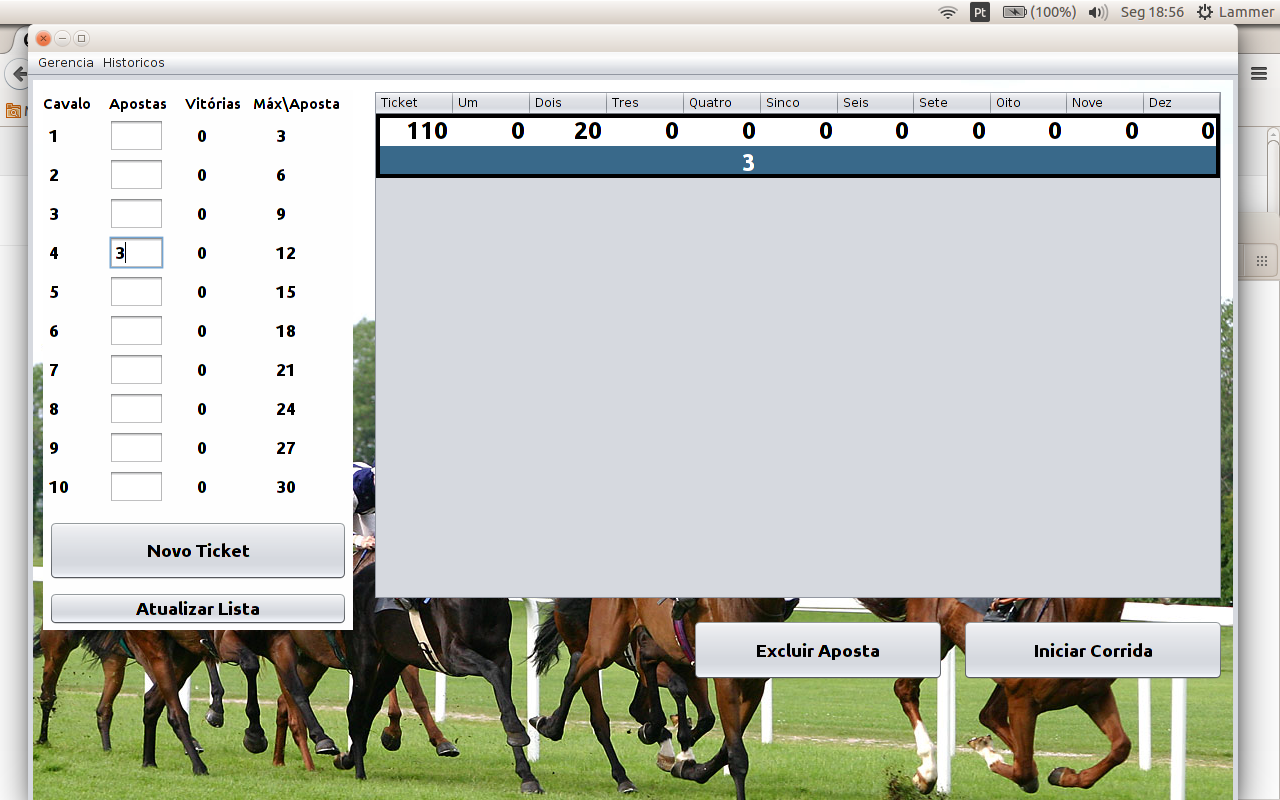 Pt (100%) Seg 18:56 Lammer
Gerencia Historicos
Cavalo Apostas Vitórias Máx\Aposta
1 0 3
2 0 6
3 0 9
4 3 0 12
5 0 15
6 0 18
7 0 21
8 0 24
9 0 27
10 0 30
Novo Ticket
Atualizar Lista
Ticket Um Dois Tres Quatro Sinco Seis Sete Oito Nove Dez
110 0 20 0 0 0 0 0 0 0 0
3
Excluir Aposta Iniciar Corrida